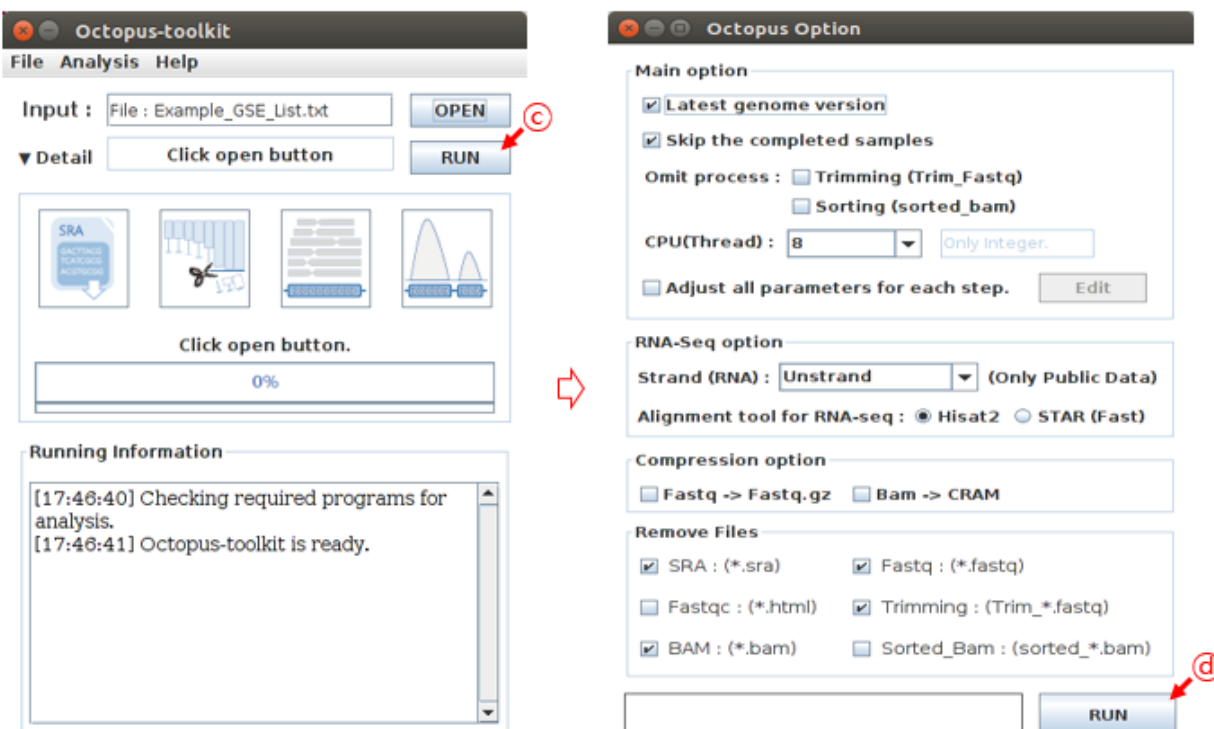 Octopus-toolkit
File Analysis Help
Input : File : Example_GSE_List.txt OPEN
ⓒ
▼ Detail Click open button RUN
SRA
GACTTACG
TCATCGCG
ACGTGCGG
Click open button.
0%
Running Information
[17:46:40] Checking required programs for
analysis.
[17:46:41] Octopus-toolkit is ready.
Octopus Option
Main option
Latest genome version
Skip the completed samples
Omit process : Trimming (Trim_Fastq)
Sorting (sorted_bam)
CPU(Thread) : 8 Only Integer.
Adjust all parameters for each step. Edit
RNA-Seq option
Strand (RNA) : Unstrand (Only Public Data)
Alignment tool for RNA-seq : Hisat2 STAR (Fast)
Compression option
Fastq -> Fastq.gz Bam -> CRAM
Remove Files
SRA : (*.sra) Fastq : (*.fastq)
Fastqc : (*.html) Trimming : (Trim_*.fastq)
BAM : (*.bam) Sorted_Bam : (sorted_*.bam)
ⓓ
RUN